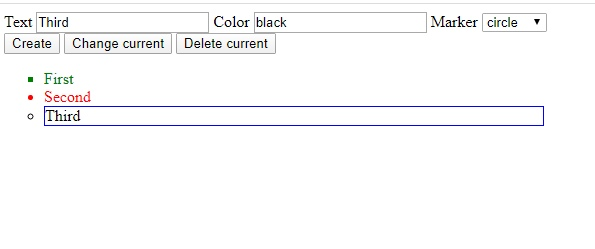 Text Third Color black Marker circle
Create Change current Delete current
First
Second
Third